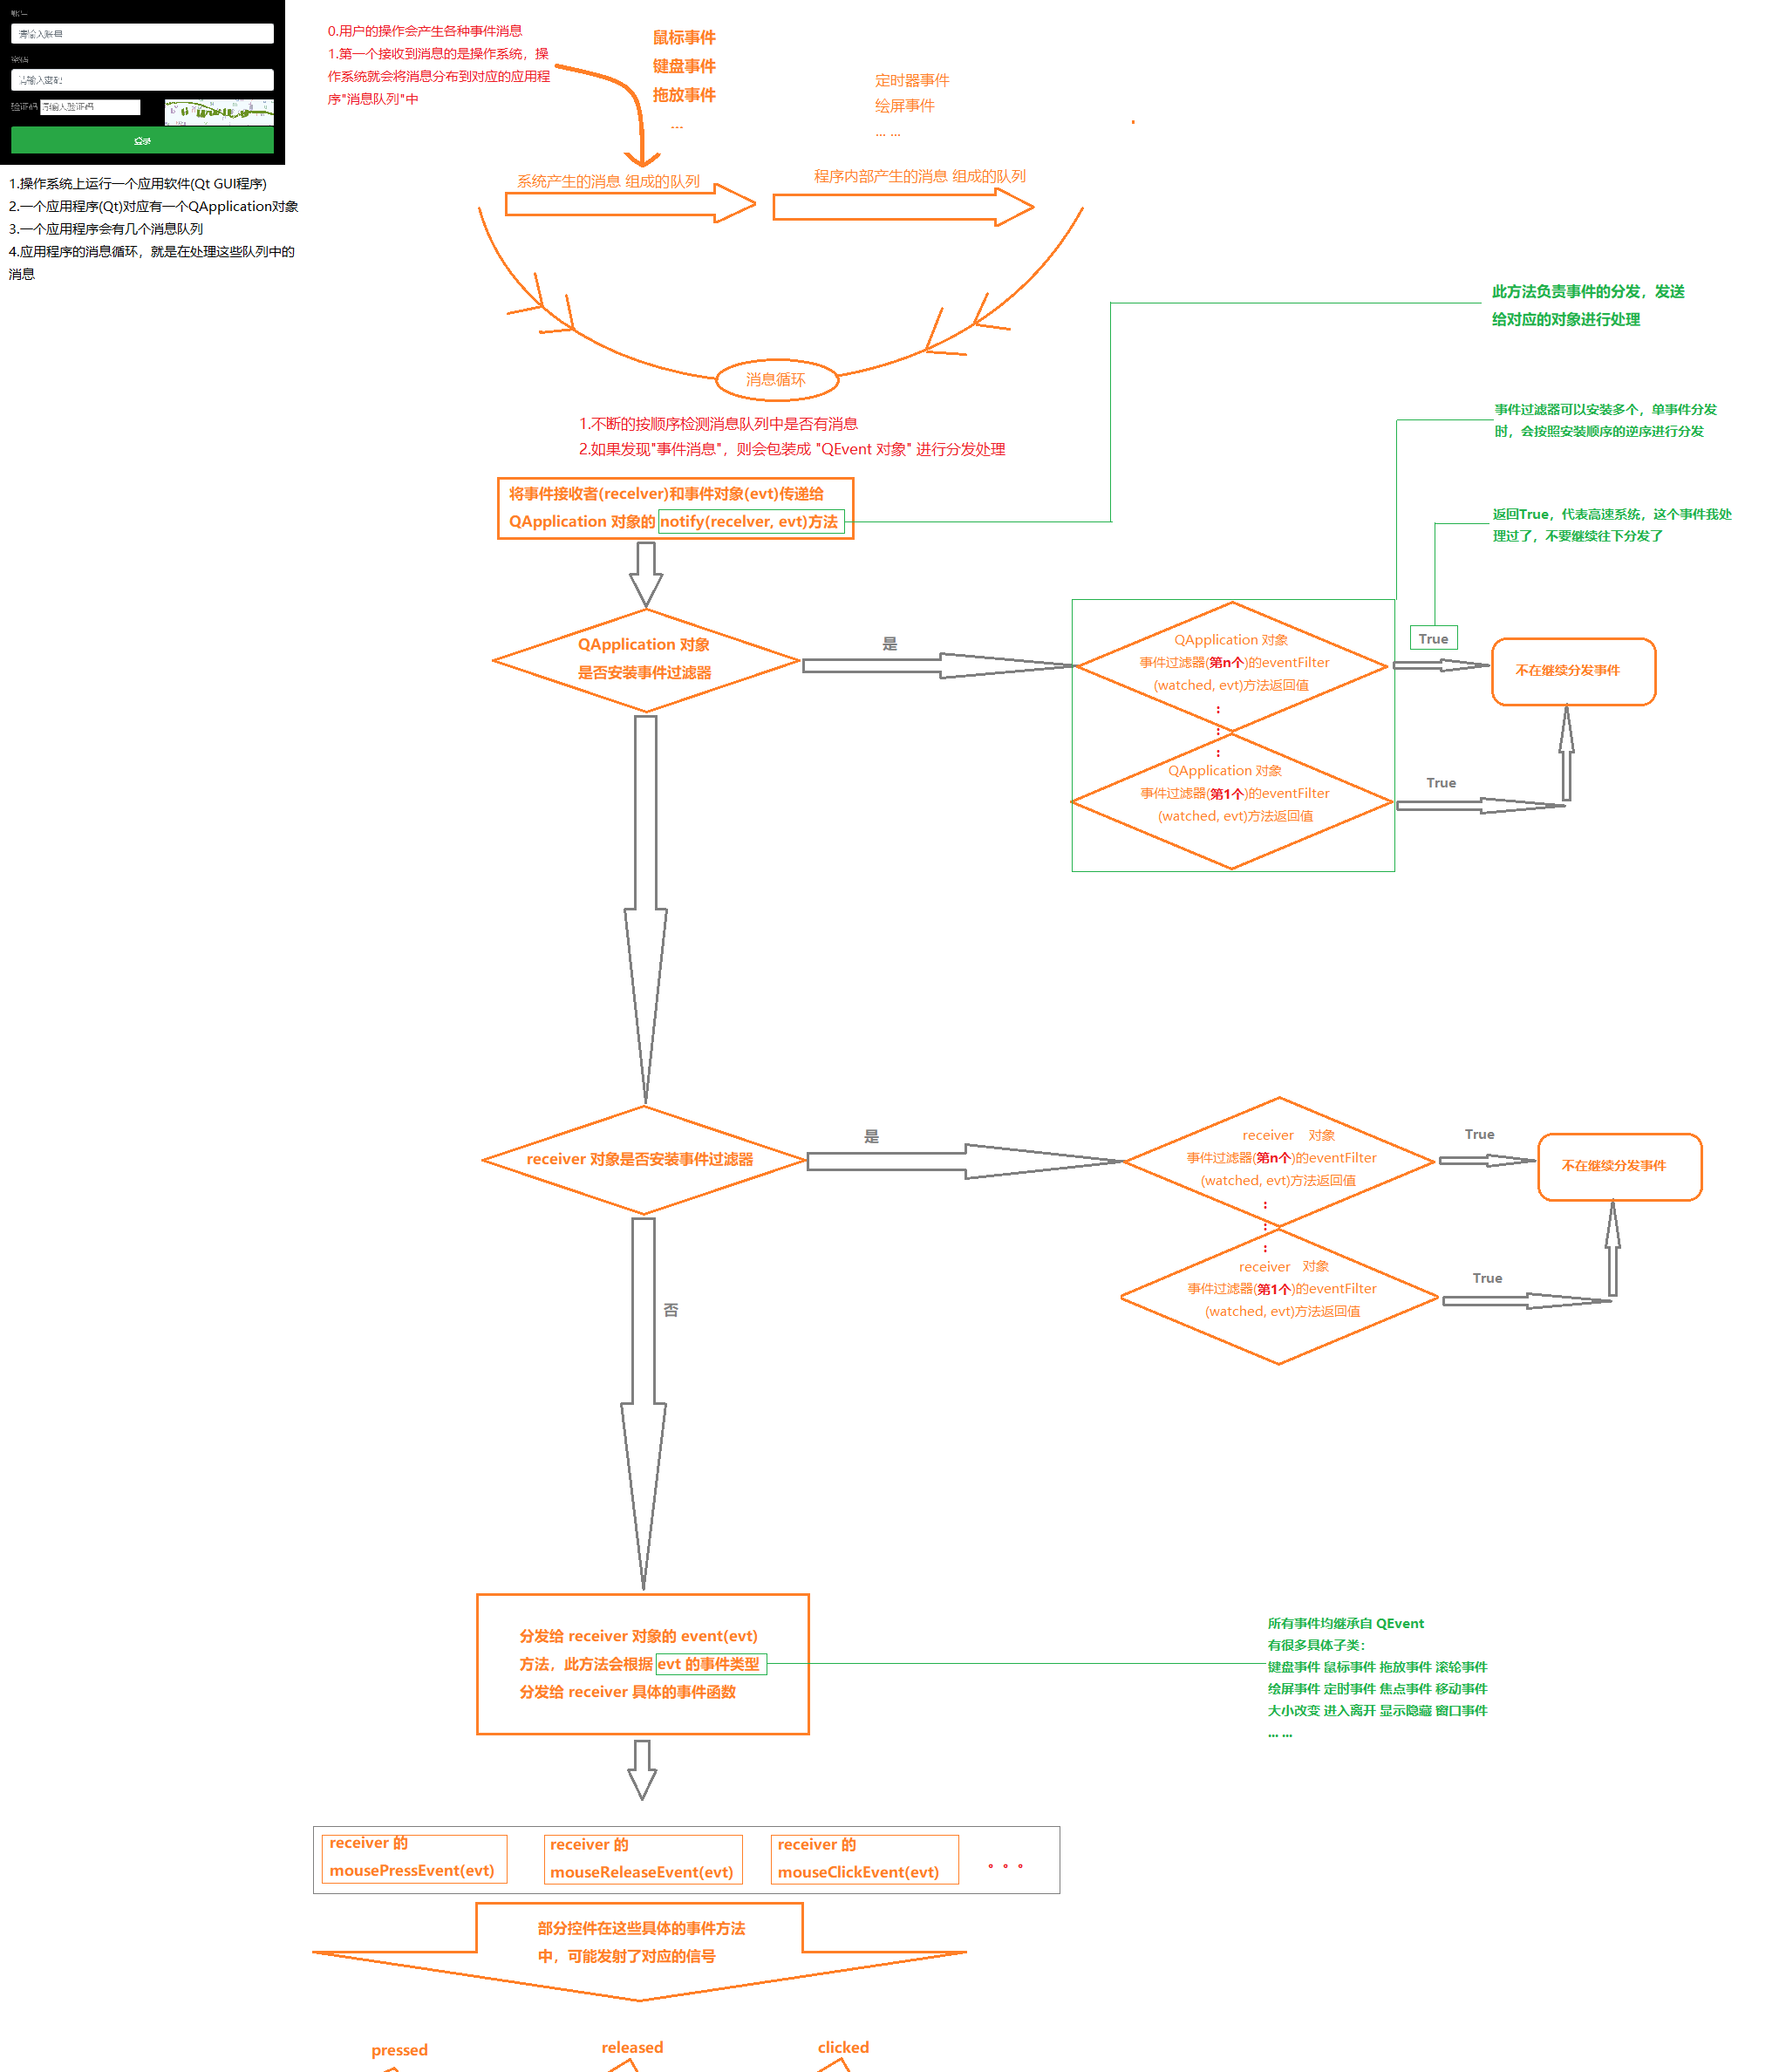 请输入账单
请输入密码
验证码 请输入验证码
登录
1.操作系统上运行一个应用软件(Qt GUI程序)
2.一个应用程序(Qt)对应有一个QApplication对象
3.一个应用程序会有几个消息队列
4.应用程序的消息循环，就是在处理这些队列中的
消息
0.用户的操作会产生各种事件消息
1.第一个接收到消息的是操作系统，操
作系统就会将消息分布到对应的应用程
序"消息队列"中
鼠标事件
键盘事件
拖放事件
...
定时器事件
绘屏事件
... ...
系统产生的消息 组成的队列
程序内部产生的消息 组成的队列
消息循环
1.不断的按顺序检测消息队列中是否有消息
2.如果发现"事件消息"，则会包装成 "QEvent 对象" 进行分发处理
此方法负责事件的分发，发送
给对应的对象进行处理
事件过滤器可以安装多个，单事件分发
时，会按照安装顺序的逆序进行分发
返回True，代表高速系统，这个事件我处
理过了，不要继续往下分发了
将事件接收者(recelver)和事件对象(evt)传递给
QApplication 对象的 notify(recelver, evt)方法
QApplication 对象
是否安装事件过滤器
是
QApplication 对象
事件过滤器(第n个)的eventFilter
(watched, evt)方法返回值
True
不在继续分发事件
QApplication 对象
事件过滤器(第1个)的eventFilter
(watched, evt)方法返回值
True
receiver 对象是否安装事件过滤器
是
receiver 对象
事件过滤器(第n个)的eventFilter
(watched, evt)方法返回值
True
不在继续分发事件
receiver 对象
事件过滤器(第1个)的eventFilter
(watched, evt)方法返回值
True
否
分发给 receiver 对象的 event(evt)
方法，此方法会根据 evt 的事件类型
分发给 receiver 具体的事件函数
所有事件均继承自 QEvent
有很多具体子类：
键盘事件 鼠标事件 拖放事件 滚轮事件
绘屏事件 定时事件 焦点事件 移动事件
大小改变 进入离开 显示隐藏 窗口事件
... ...
receiver 的
mousePressEvent(evt)
receiver 的
mouseReleaseEvent(evt)
receiver 的
mouseClickEvent(evt)
。。。
部分控件在这些具体的事件方法
中，可能发射了对应的信号
pressed
released
clicked